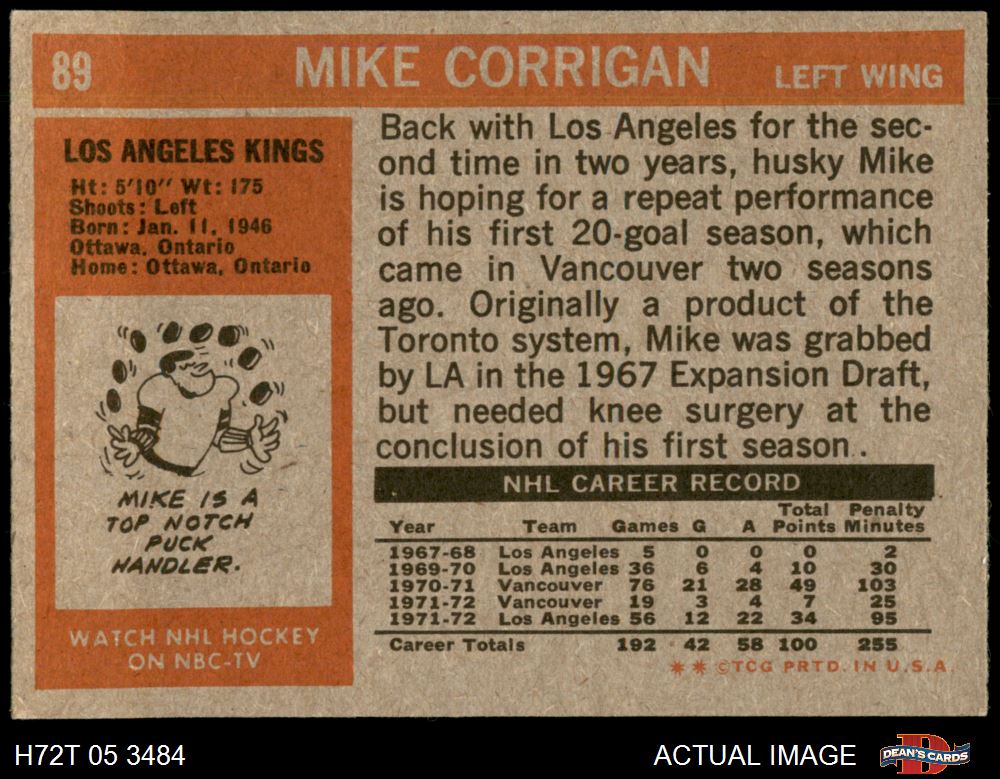 89 MIKE CORRIGAN LEFT WING
LOS ANGELES KINGS
Ht: 5'10" Wt: 175
Shoots: Left
Born: Jan. 11, 1946
Ottawa, Ontario
Home: Ottawa, Ontario
MIKE IS A
TOP NOTCH
PUCK
HANDLER.
WATCH NHL HOCKEY
ON NBC-TV
Back with Los Angeles for the sec-
ond time in two years, husky Mike
is hoping for a repeat performance
of his first 20-goal season, which
came in Vancouver two seasons
ago. Originally a product of the
Toronto system, Mike was grabbed
by LA in the 1967 Expansion Draft,
but needed knee surgery at the
conclusion of his first season..
NHL CAREER RECORD
Year Team Games G A Total Points Penalty Minutes
1967-68 Los Angeles 5 0 0 0 2
1969-70 Los Angeles 36 6 4 10 30
1970-71 Vancouver 76 21 28 49 103
1971-72 Vancouver 19 3 4 7 25
1971-72 Los Angeles 56 12 22 34 95
Career Totals 192 42 58 100 255
** ©TCG PRTD. IN U.S.A.
H72T 05 3484 ACTUAL IMAGE DEAN'S CARDS